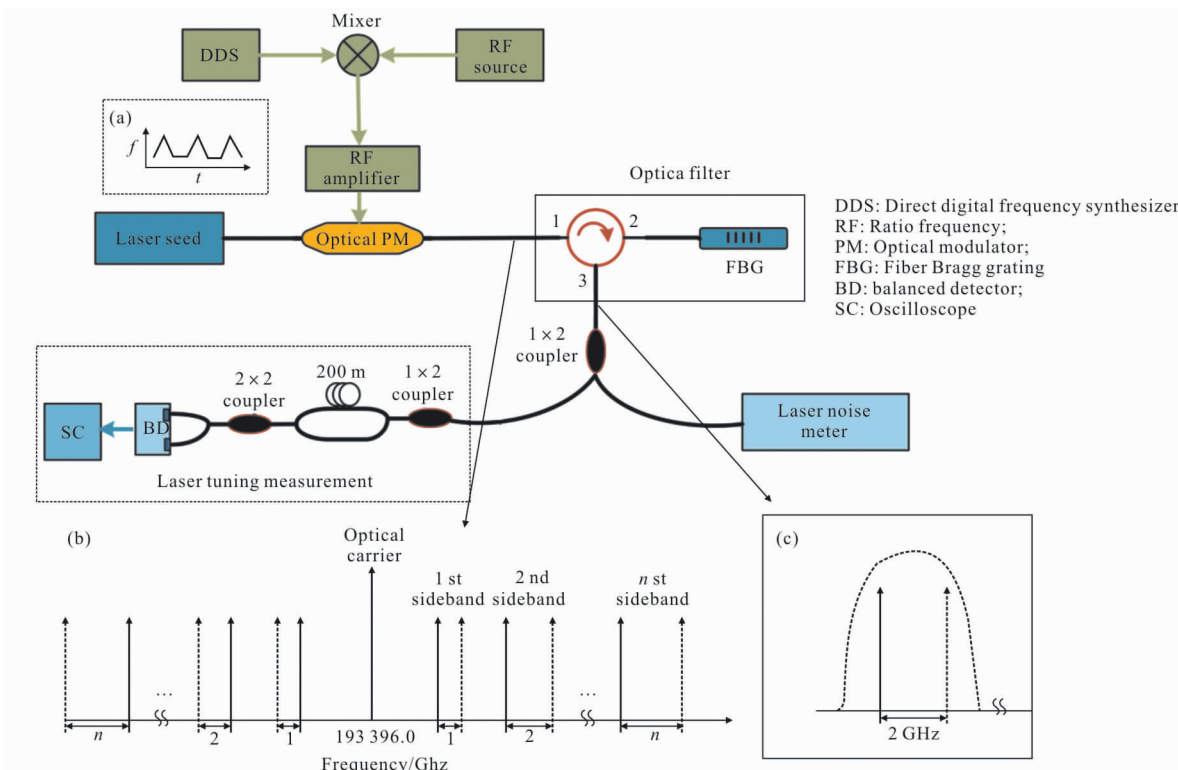 Mixer
DDS
RF
source
(a)
f
t
RF
amplifier
Optica filter
Laser seed
Optical PM
1
2
3
FBG
DDS: Direct digital frequency synthesizer
RF: Ratio frequency;
PM: Optical modulator;
FBG: Fiber Bragg grating
BD: balanced detector;
SC: Oscilloscope
1 × 2
coupler
200 m
1 × 2
coupler
2 × 2
coupler
SC
BD
Laser noise
meter
Laser tuning measurement
(b)
Optical
carrier
1 st
sideband
2 nd
sideband
n st
sideband
...
...
n
2
1
193 396.0
1
2
n
Frequency/Ghz
(c)
2 GHz